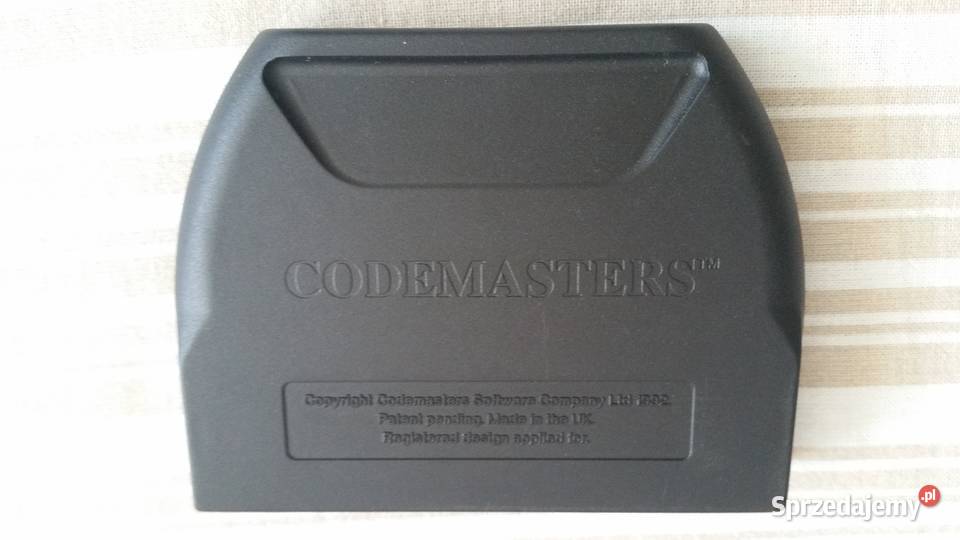 CODEMASTERS™
Copyright Codemasters Software Company Ltd 1992.
Patent pending. Made in the UK.
Registered design applied for.
Sprzedajemy.pl